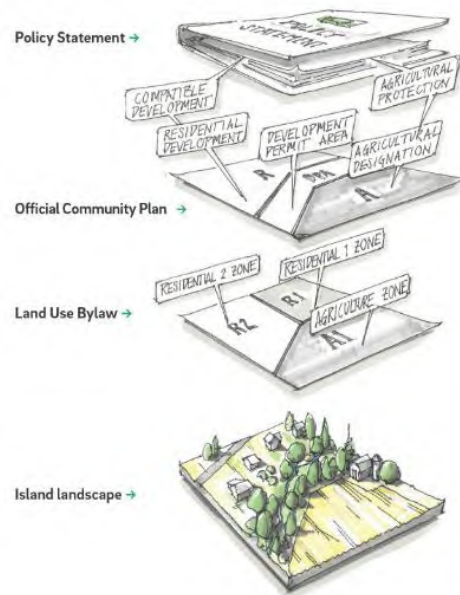 Policy Statement →
POLICY
STATEMENT
COMPATIBLE
DEVELOPMENT
AGRICULTURAL
PROTECTION
RESIDENTIAL
DEVELOPMENT
DEVELOPMENT
PERMIT AREA
AGRICULTURAL
DESIGNATION
R
DPA
A
Official Community Plan →
RESIDENTIAL 2 ZONE
RESIDENTIAL 1 ZONE
Land Use Bylaw →
R1
AGRICULTURE ZONE
R2
A1
Island landscape →